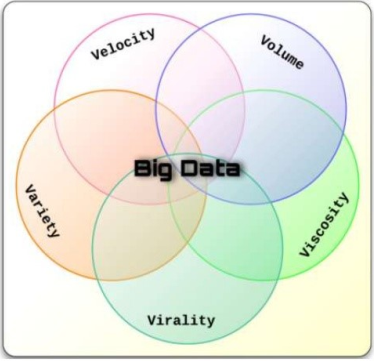 Velocity
Volume
Big Data
Variety
Viscosity
Virality